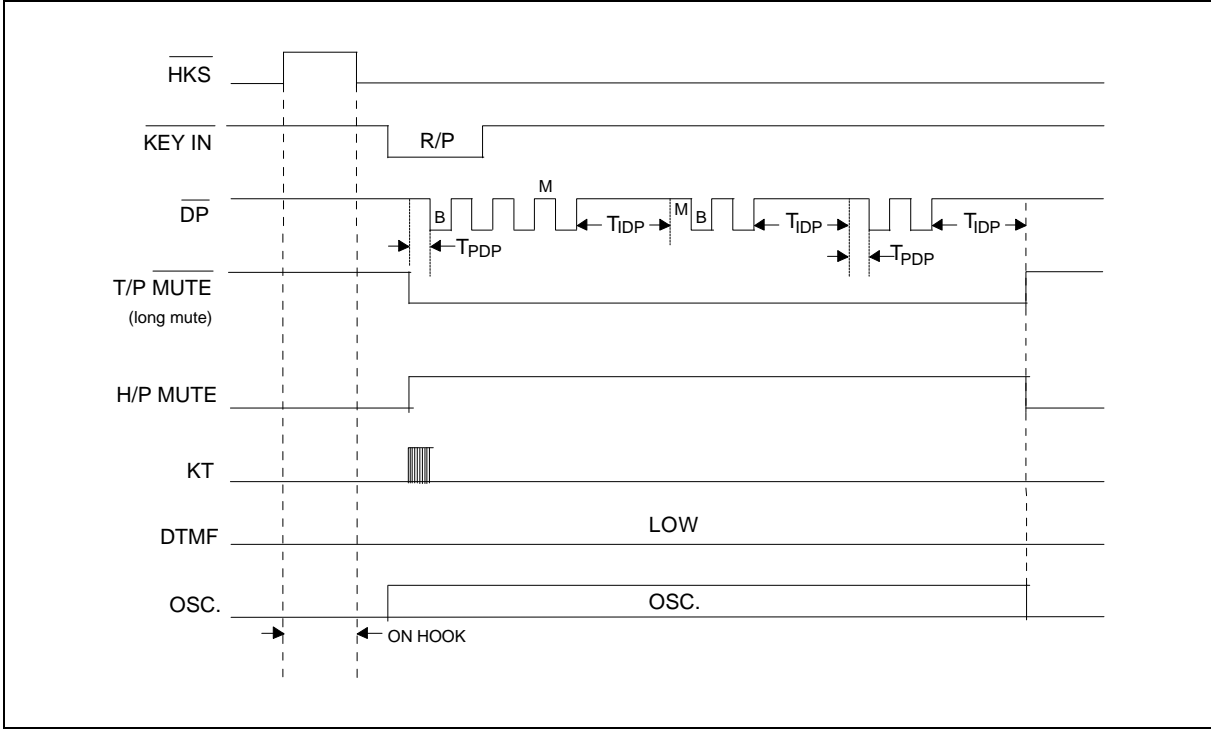 HKS
KEY IN
R/P
M
DP
B
TIDP
M
B
TIDP
TIDP
TPDP
TPDP
T/P MUTE
(long mute)
H/P MUTE
KT
LOW
DTMF
OSC.
OSC.
ON HOOK